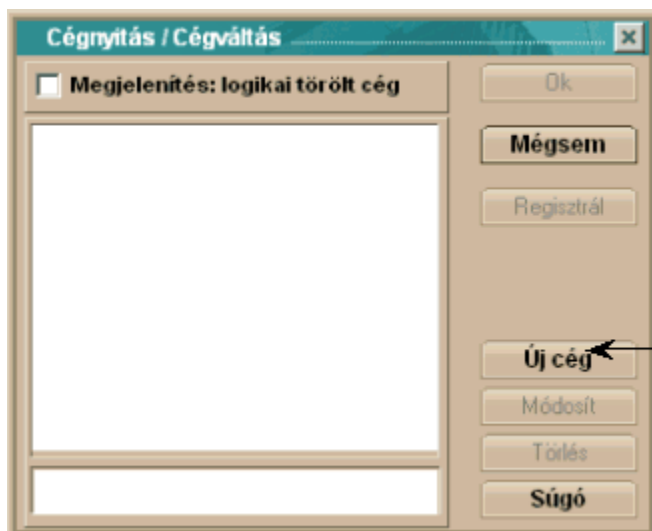 Cégnyitás / Cégváltás
Megjelenítés: logikai törölt cég
Ok
Mégsem
Regisztrál
Új cég
Módosít
Törlés
Súgó